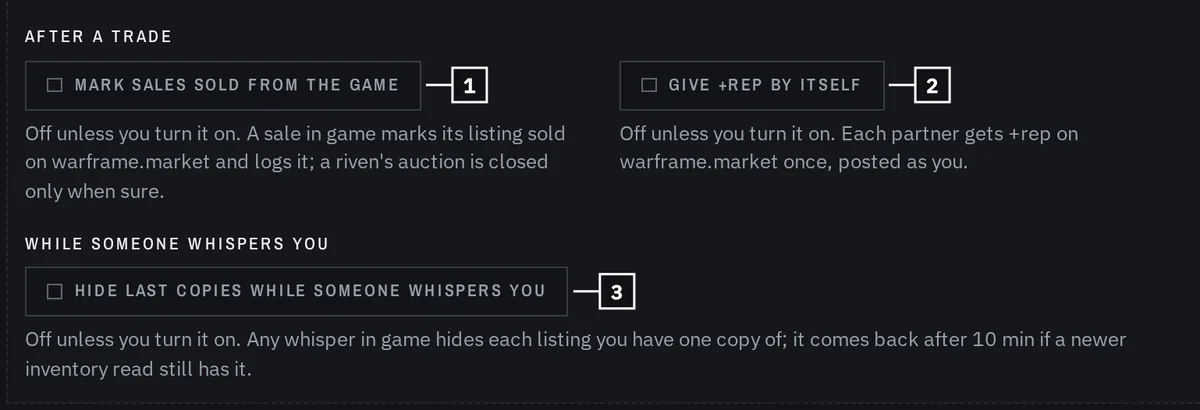 AFTER A TRADE
MARK SALES SOLD FROM THE GAME
1
GIVE +REP BY ITSELF
2
Off unless you turn it on. A sale in game marks its listing sold
on warframe.market and logs it; a riven's auction is closed
only when sure.
Off unless you turn it on. Each partner gets +rep on
warframe.market once, posted as you.
WHILE SOMEONE WHISPERS YOU
HIDE LAST COPIES WHILE SOMEONE WHISPERS YOU
3
Off unless you turn it on. Any whisper in game hides each listing you have one copy of; it comes back after 10 min if a newer
inventory read still has it.